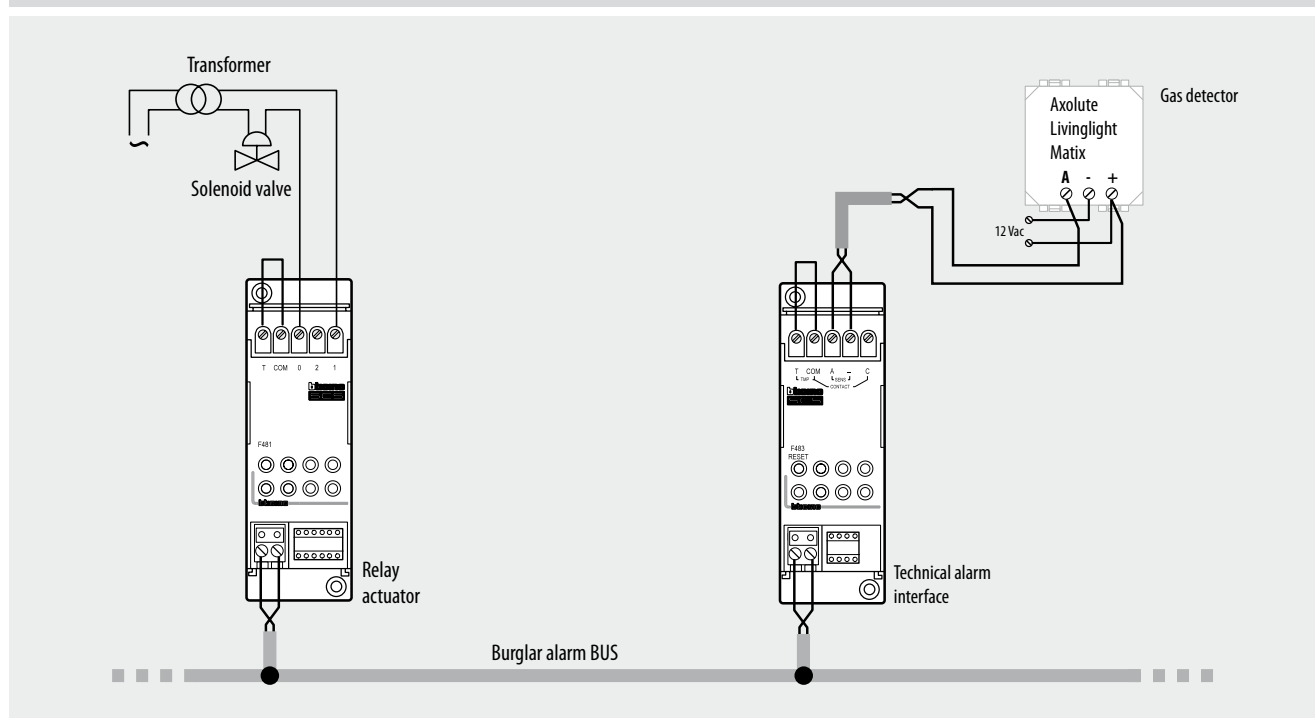 Transformer
Solenoid valve
T COM 0 2 1
F481
Relay
actuator
Burglar alarm BUS
Axolute
Livinglight
Matix
A - +
Gas detector
12 Vac
T COM A – C
TMP SENS
CONTACT
F483
RESET
Technical alarm
interface